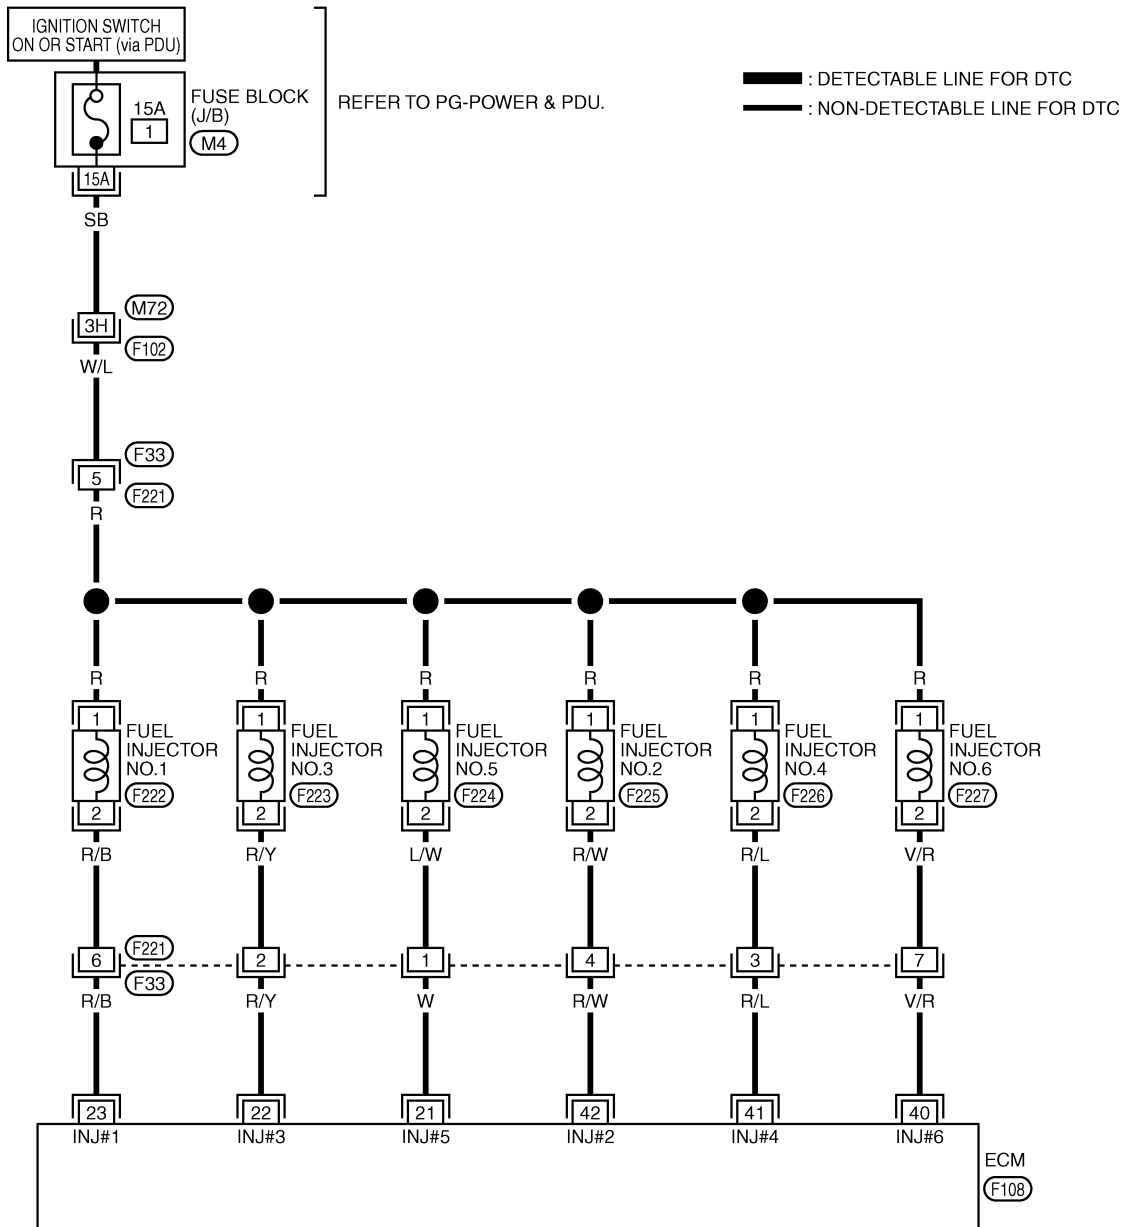 IGNITION SWITCH
ON OR START (via PDU)
15A
1
FUSE BLOCK
(J/B)
M4
REFER TO PG-POWER & PDU.
: DETECTABLE LINE FOR DTC
: NON-DETECTABLE LINE FOR DTC
15A
SB
M72
3H
F102
W/L
F33
5
F221
R
R R R R R R
1 1 1 1 1 1
FUEL
INJECTOR
NO.1
F222
FUEL
INJECTOR
NO.3
F223
FUEL
INJECTOR
NO.5
F224
FUEL
INJECTOR
NO.2
F225
FUEL
INJECTOR
NO.4
F226
FUEL
INJECTOR
NO.6
F227
2 2 2 2 2 2
R/B R/Y L/W R/W R/L V/R
F221
6 2 1 4 3 7
F33
R/B R/Y W R/W R/L V/R
23 22 21 42 41 40
INJ#1 INJ#3 INJ#5 INJ#2 INJ#4 INJ#6
ECM
F108